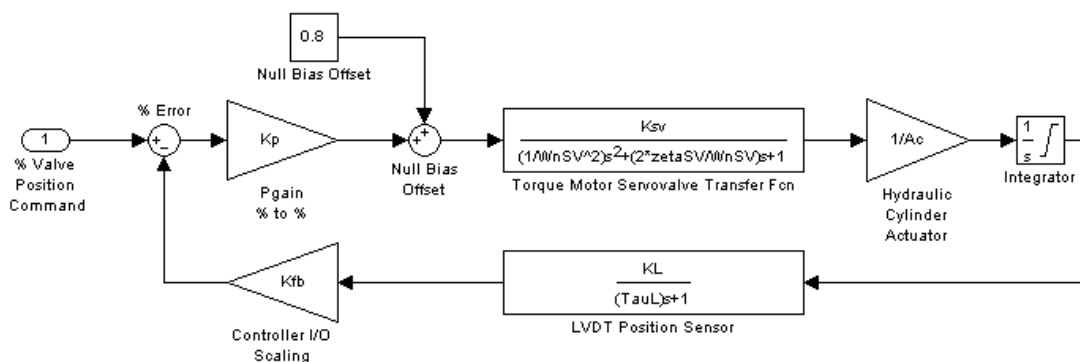 0.8
Null Bias Offset
% Error
1
% Valve
Position
Command
+
−
Kp
Pgain
% to %
+
+
Null Bias
Offset
Ksv
(1/WnSV^2)s²+(2*zetaSV/WnSV)s+1
Torque Motor Servovalve Transfer Fcn
1/Ac
Hydraulic
Cylinder
Actuator
1
s
Integrator
Kfb
Controller I/O
Scaling
KL
(TauL)s+1
LVDT Position Sensor